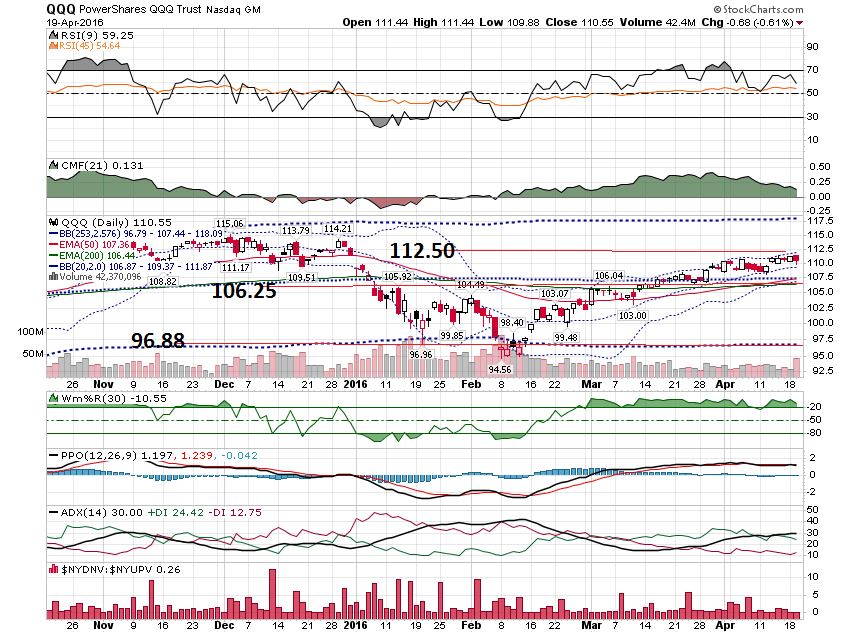 QQQ PowerShares QQQ Trust Nasdaq GM © StockCharts.com
19-Apr-2016 Open 111.44 High 111.44 Low 109.88 Close 110.55 Volume 42.4M Chg -0.68 (-0.61%)
RSI(9) 59.25
RSI(45) 54.64
90
70
50
30
10
CMF(21) 0.131
0.50
0.25
0.00
-0.25
QQQ (Daily) 110.55
BB(253,2.576) 96.79 - 107.44 - 118.09
EMA(50) 107.36
EMA(200) 106.44
BB(20,2.0) 106.87 - 109.37 - 111.87
Volume 42,370,096
115.06
113.79
114.21
112.50
111.17
108.82
109.51
105.92
106.25
104.49
106.04
103.07
103.00
96.88
98.40
99.85
99.48
96.96
94.56
117.5
115.0
112.5
110.0
107.5
105.0
102.5
100.0
97.5
95.0
92.5
100M
50M
26 Nov 9 16 23 Dec 7 14 21 28 2016 11 19 25 Feb 8 16 22 Mar 7 14 21 28 Apr 11 18
Wm%R(30) -10.55
-20
-50
-80
PPO(12,26,9) 1.197, 1.239, -0.042
2
0
-2
ADX(14) 30.00 +DI 24.42 -DI 12.75
50
40
30
20
10
$NYDNV:$NYUPV 0.26
10
5
0
26 Nov 9 16 23 Dec 7 14 21 28 2016 11 19 25 Feb 8 16 22 Mar 7 14 21 28 Apr 11 18